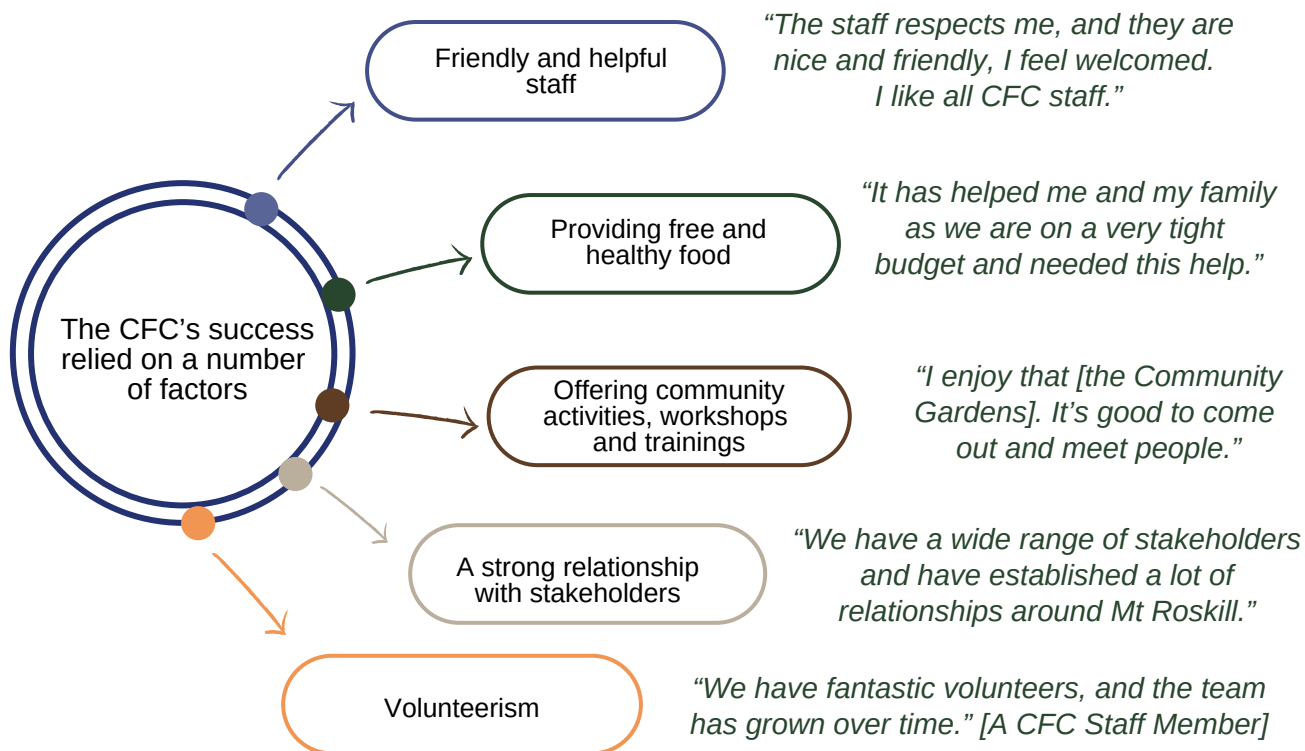 The CFC’s success
relied on a number
of factors
Friendly and helpful
staff
“The staff respects me, and they are
nice and friendly, I feel welcomed.
I like all CFC staff.”
Providing free and
healthy food
“It has helped me and my family
as we are on a very tight
budget and needed this help.”
Offering community
activities, workshops
and trainings
“I enjoy that [the Community
Gardens]. It’s good to come
out and meet people.”
A strong relationship
with stakeholders
“We have a wide range of stakeholders
and have established a lot of
relationships around Mt Roskill.”
Volunteerism
“We have fantastic volunteers, and the team
has grown over time.” [A CFC Staff Member]